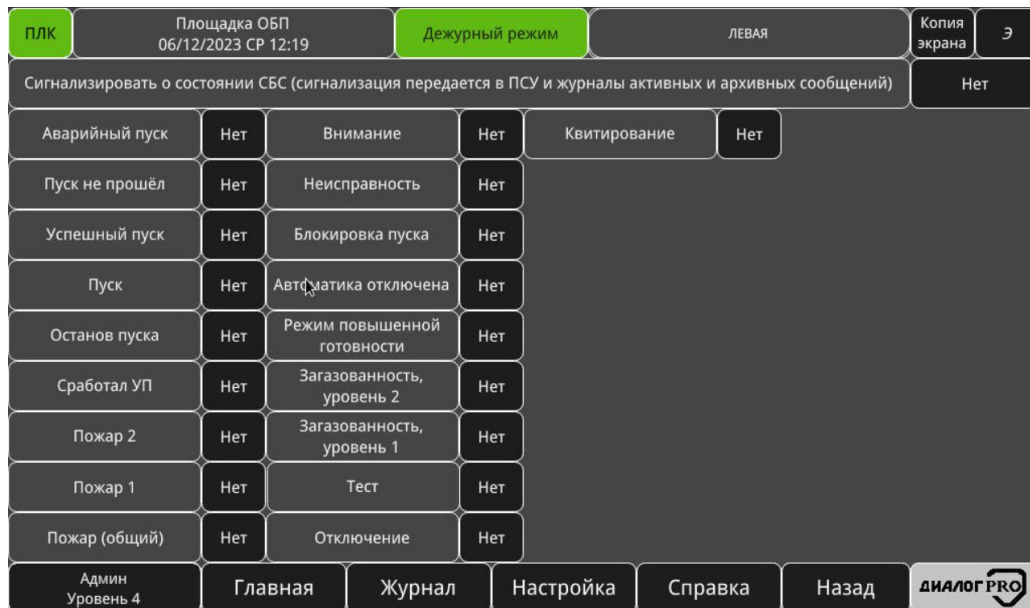 ПЛК
Площадка ОБП
06/12/2023 СР 12:19
Дежурный режим
ЛЕВАЯ
Копия
экрана
Э
Сигнализировать о состоянии СБС (сигнализация передается в ПСУ и журналы активных и архивных сообщений)
Нет
Аварийный пуск
Нет
Внимание
Нет
Квитирование
Нет
Пуск не прошёл
Нет
Неисправность
Нет
Успешный пуск
Нет
Блокировка пуска
Нет
Пуск
Нет
Автоматика отключена
Нет
Останов пуска
Нет
Режим повышенной
готовности
Нет
Сработал УП
Нет
Загазованность,
уровень 2
Нет
Пожар 2
Нет
Загазованность,
уровень 1
Нет
Пожар 1
Нет
Тест
Нет
Пожар (общий)
Нет
Отключение
Нет
Админ
Уровень 4
Главная
Журнал
Настройка
Справка
Назад
ДИАЛОГ PRO